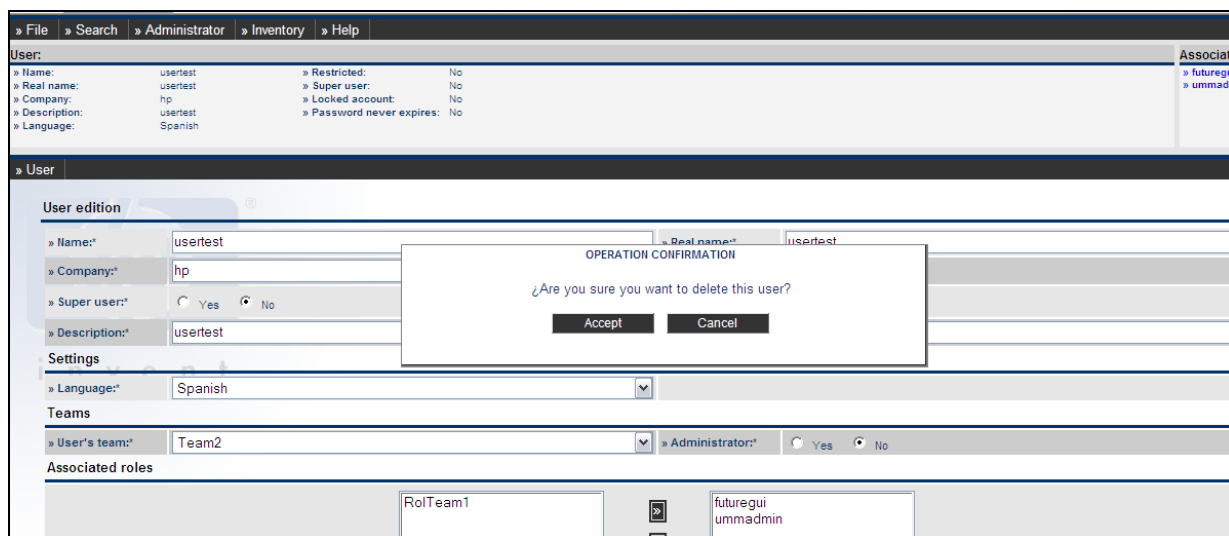 » File » Search » Administrator » Inventory » Help
User: Associat
» Name: usertest » Restricted: No » futuregu
» Real name: usertest » Super user: No » ummad
» Company: hp » Locked account: No
» Description: usertest » Password never expires: No
» Language: Spanish
» User
User edition
®
» Name:* usertest » Real name:* usertest
OPERATION CONFIRMATION
» Company:* hp
¿Are you sure you want to delete this user?
» Super user:* Yes No
Accept Cancel
» Description:* usertest
Settings
invent
» Language:* Spanish
Teams
» User's team:* Team2 » Administrator:* Yes No
Associated roles
RolTeam1 » futuregui
ummadmin